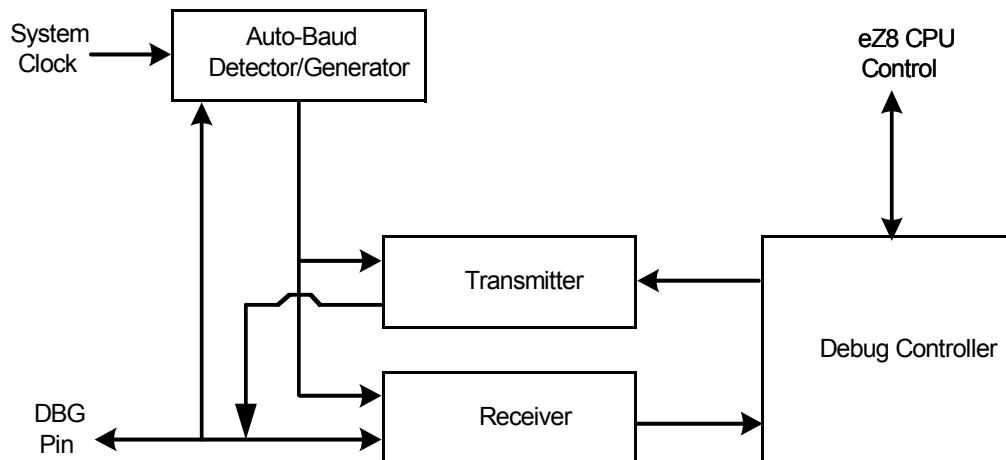 System
Clock
Auto-Baud
Detector/Generator
eZ8 CPU
Control
Transmitter
Debug Controller
Receiver
DBG
Pin